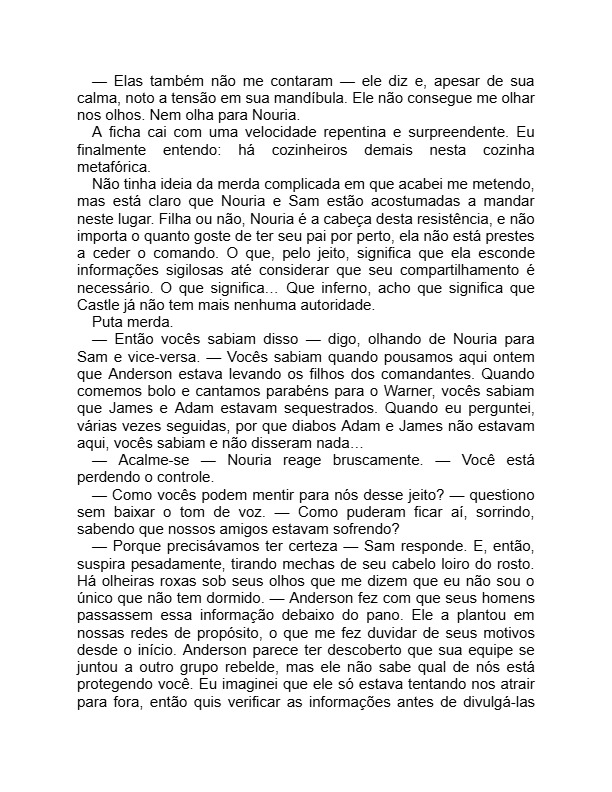 — Elas também não me contaram — ele diz e, apesar de sua
calma, noto a tensão em sua mandíbula. Ele não consegue me olhar
nos olhos. Nem olha para Nouria.
A ficha cai com uma velocidade repentina e surpreendente. Eu
finalmente entendo: há cozinheiros demais nesta cozinha
metafórica.
Não tinha ideia da merda complicada em que acabei me metendo,
mas está claro que Nouria e Sam estão acostumadas a mandar
neste lugar. Filha ou não, Nouria é a cabeça desta resistência, e não
importa o quanto goste de ter seu pai por perto, ela não está prestes
a ceder o comando. O que, pelo jeito, significa que ela esconde
informações sigilosas até considerar que seu compartilhamento é
necessário. O que significa… Que inferno, acho que significa que
Castle já não tem mais nenhuma autoridade.
Puta merda.
— Então vocês sabiam disso — digo, olhando de Nouria para
Sam e vice-versa. — Vocês sabiam quando pousamos aqui ontem
que Anderson estava levando os filhos dos comandantes. Quando
comemos bolo e cantamos parabéns para o Warner, vocês sabiam
que James e Adam estavam sequestrados. Quando eu perguntei,
várias vezes seguidas, por que diabos Adam e James não estavam
aqui, vocês sabiam e não disseram nada…
— Acalme-se — Nouria reage bruscamente. — Você está
perdendo o controle.
— Como vocês podem mentir para nós desse jeito? — questiono
sem baixar o tom de voz. — Como puderam ficar aí, sorrindo,
sabendo que nossos amigos estavam sofrendo?
— Porque precisávamos ter certeza — Sam responde. E, então,
suspira pesadamente, tirando mechas de seu cabelo loiro do rosto.
Há olheiras roxas sob seus olhos que me dizem que eu não sou o
único que não tem dormido. — Anderson fez com que seus homens
passassem essa informação debaixo do pano. Ele a plantou em
nossas redes de propósito, o que me fez duvidar de seus motivos
desde o início. Anderson parece ter descoberto que sua equipe se
juntou a outro grupo rebelde, mas ele não sabe qual de nós está
protegendo você. Eu imaginei que ele só estava tentando nos atrair
para fora, então quis verificar as informações antes de divulgá-las